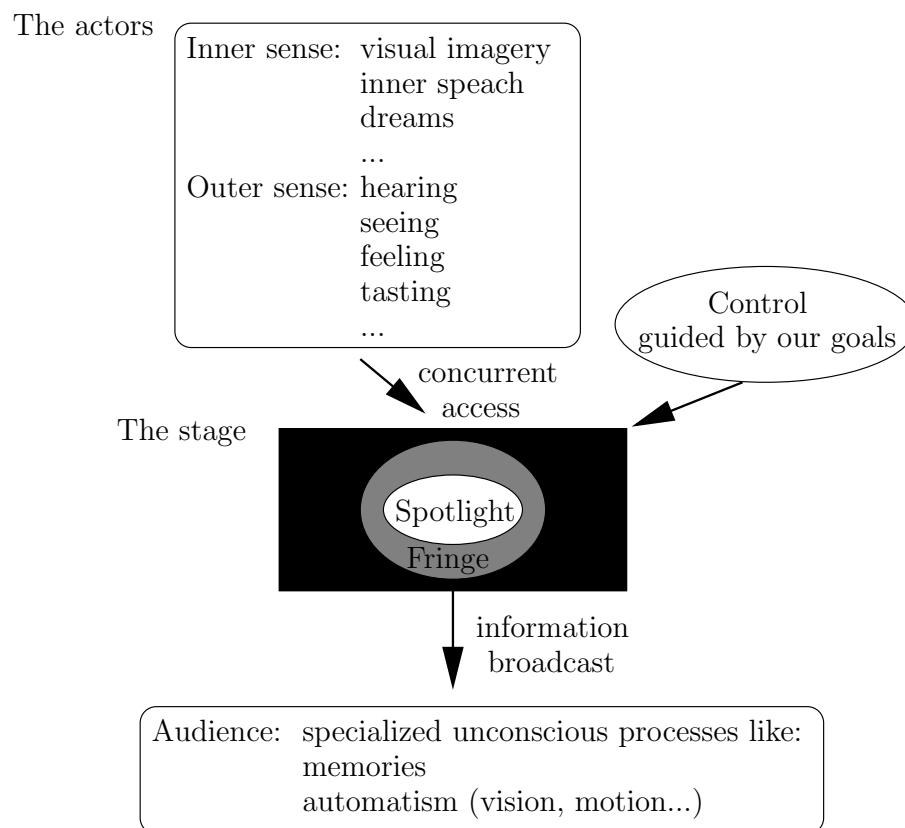 The actors
Inner sense: visual imagery
inner speach
dreams
...
Outer sense: hearing
seeing
feeling
tasting
...
Control
guided by our goals
concurrent
access
The stage
Spotlight
Fringe
information
broadcast
Audience: specialized unconscious processes like:
memories
automatism (vision, motion...)